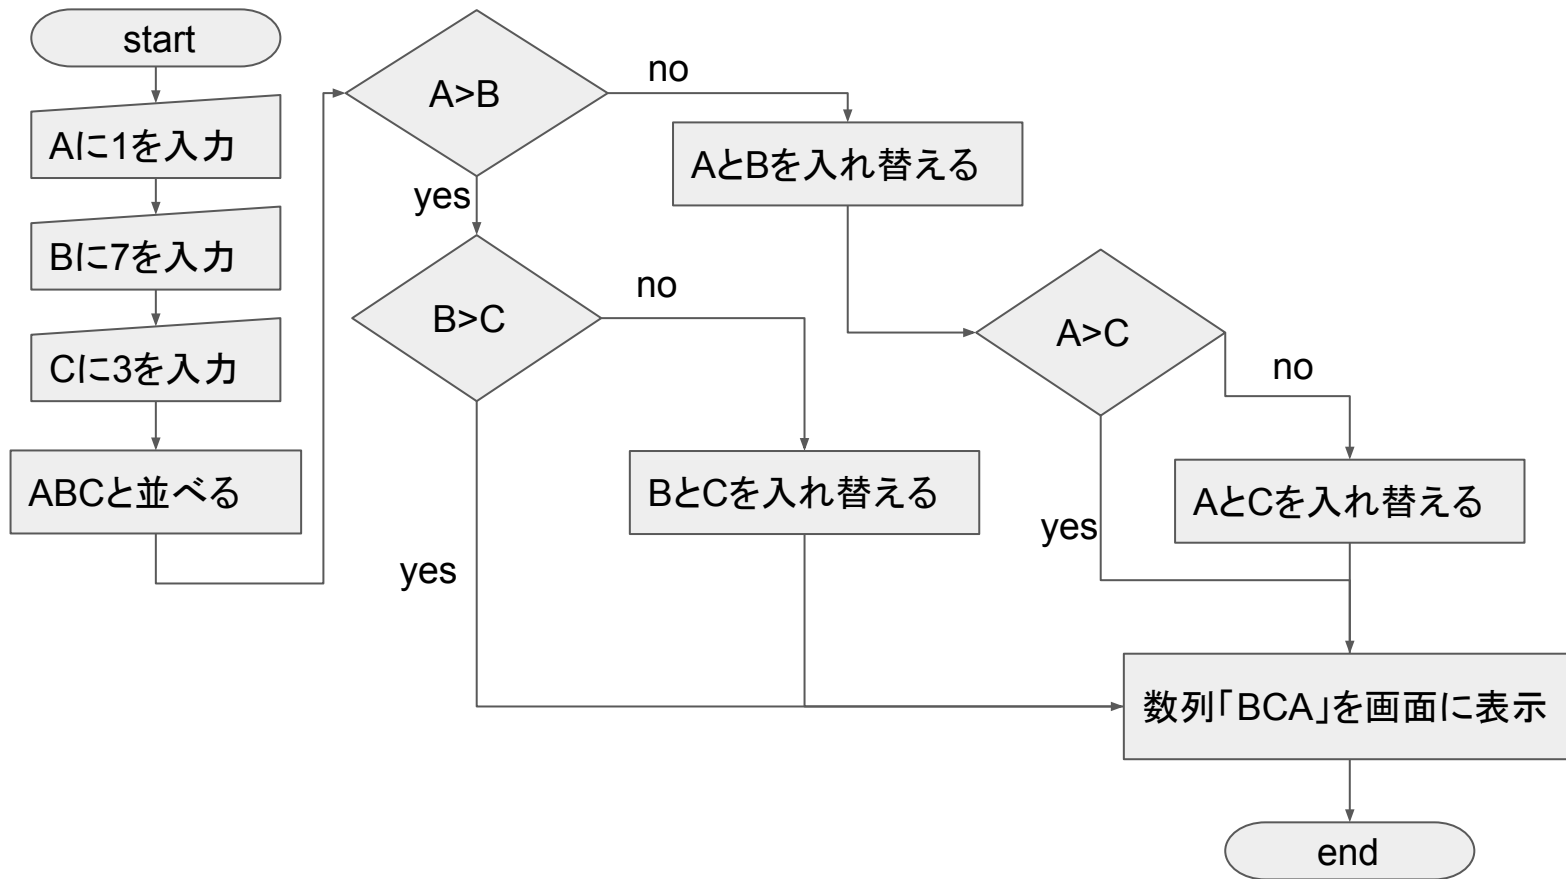 start
Aに1を入力
Bに7を入力
Cに3を入力
ABCと並べる
A>B
no
AとBを入れ替える
yes
B>C
no
BとCを入れ替える
yes
A>C
no
AとCを入れ替える
yes
数列「BCA」を画面に表示
end